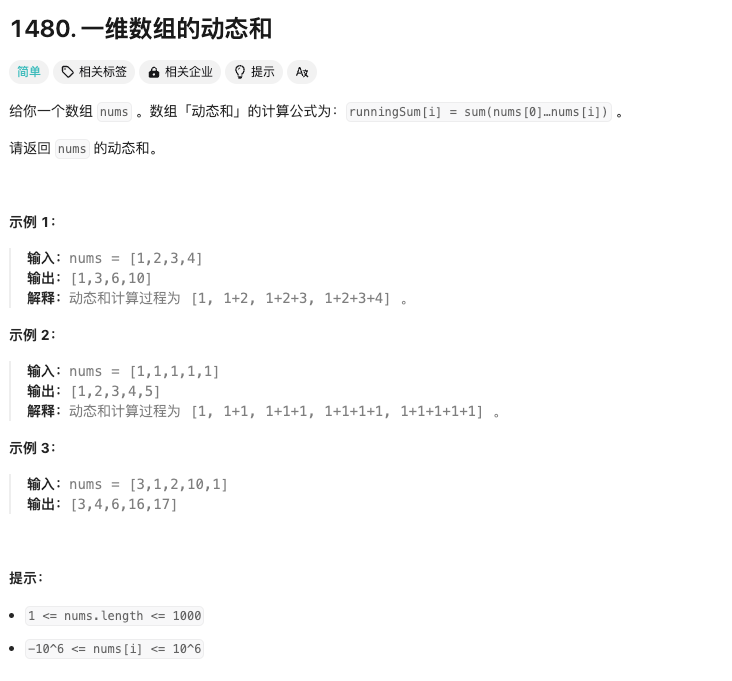 1480. 一维数组的动态和
简单 相关标签 相关企业 提示 Aあ
给你一个数组 nums 。数组「动态和」的计算公式为：runningSum[i] = sum(nums[0]…nums[i]) 。
请返回 nums 的动态和。
示例 1：
输入：nums = [1,2,3,4]
输出：[1,3,6,10]
解释：动态和计算过程为 [1, 1+2, 1+2+3, 1+2+3+4] 。
示例 2：
输入：nums = [1,1,1,1,1]
输出：[1,2,3,4,5]
解释：动态和计算过程为 [1, 1+1, 1+1+1, 1+1+1+1, 1+1+1+1+1] 。
示例 3：
输入：nums = [3,1,2,10,1]
输出：[3,4,6,16,17]
提示：
1 <= nums.length <= 1000
-10^6 <= nums[i] <= 10^6